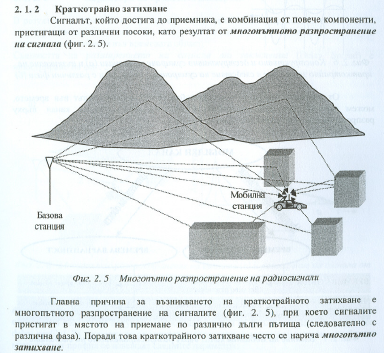 2. 1. 2 Краткотрайно затихване
Сигналът, който достига до приемника, е комбинация от повече компоненти,
пристигащи от различни посоки, като резултат от многопътното разпространение
на сигнала (фиг. 2. 5).
Мобилна
станция
Базова
станция
Фиг. 2. 5 Многопътно разпространение на радиосигнали
Главна причина за възникването на краткотрайното затихване е
многопътното разпространение на сигналите (фиг. 2. 5), при което сигналите
пристигат в мястото на приемане по различно дълги пътища (следователно с
различна фаза). Поради това краткотрайното затихване често се нарича многопътно
затихване.